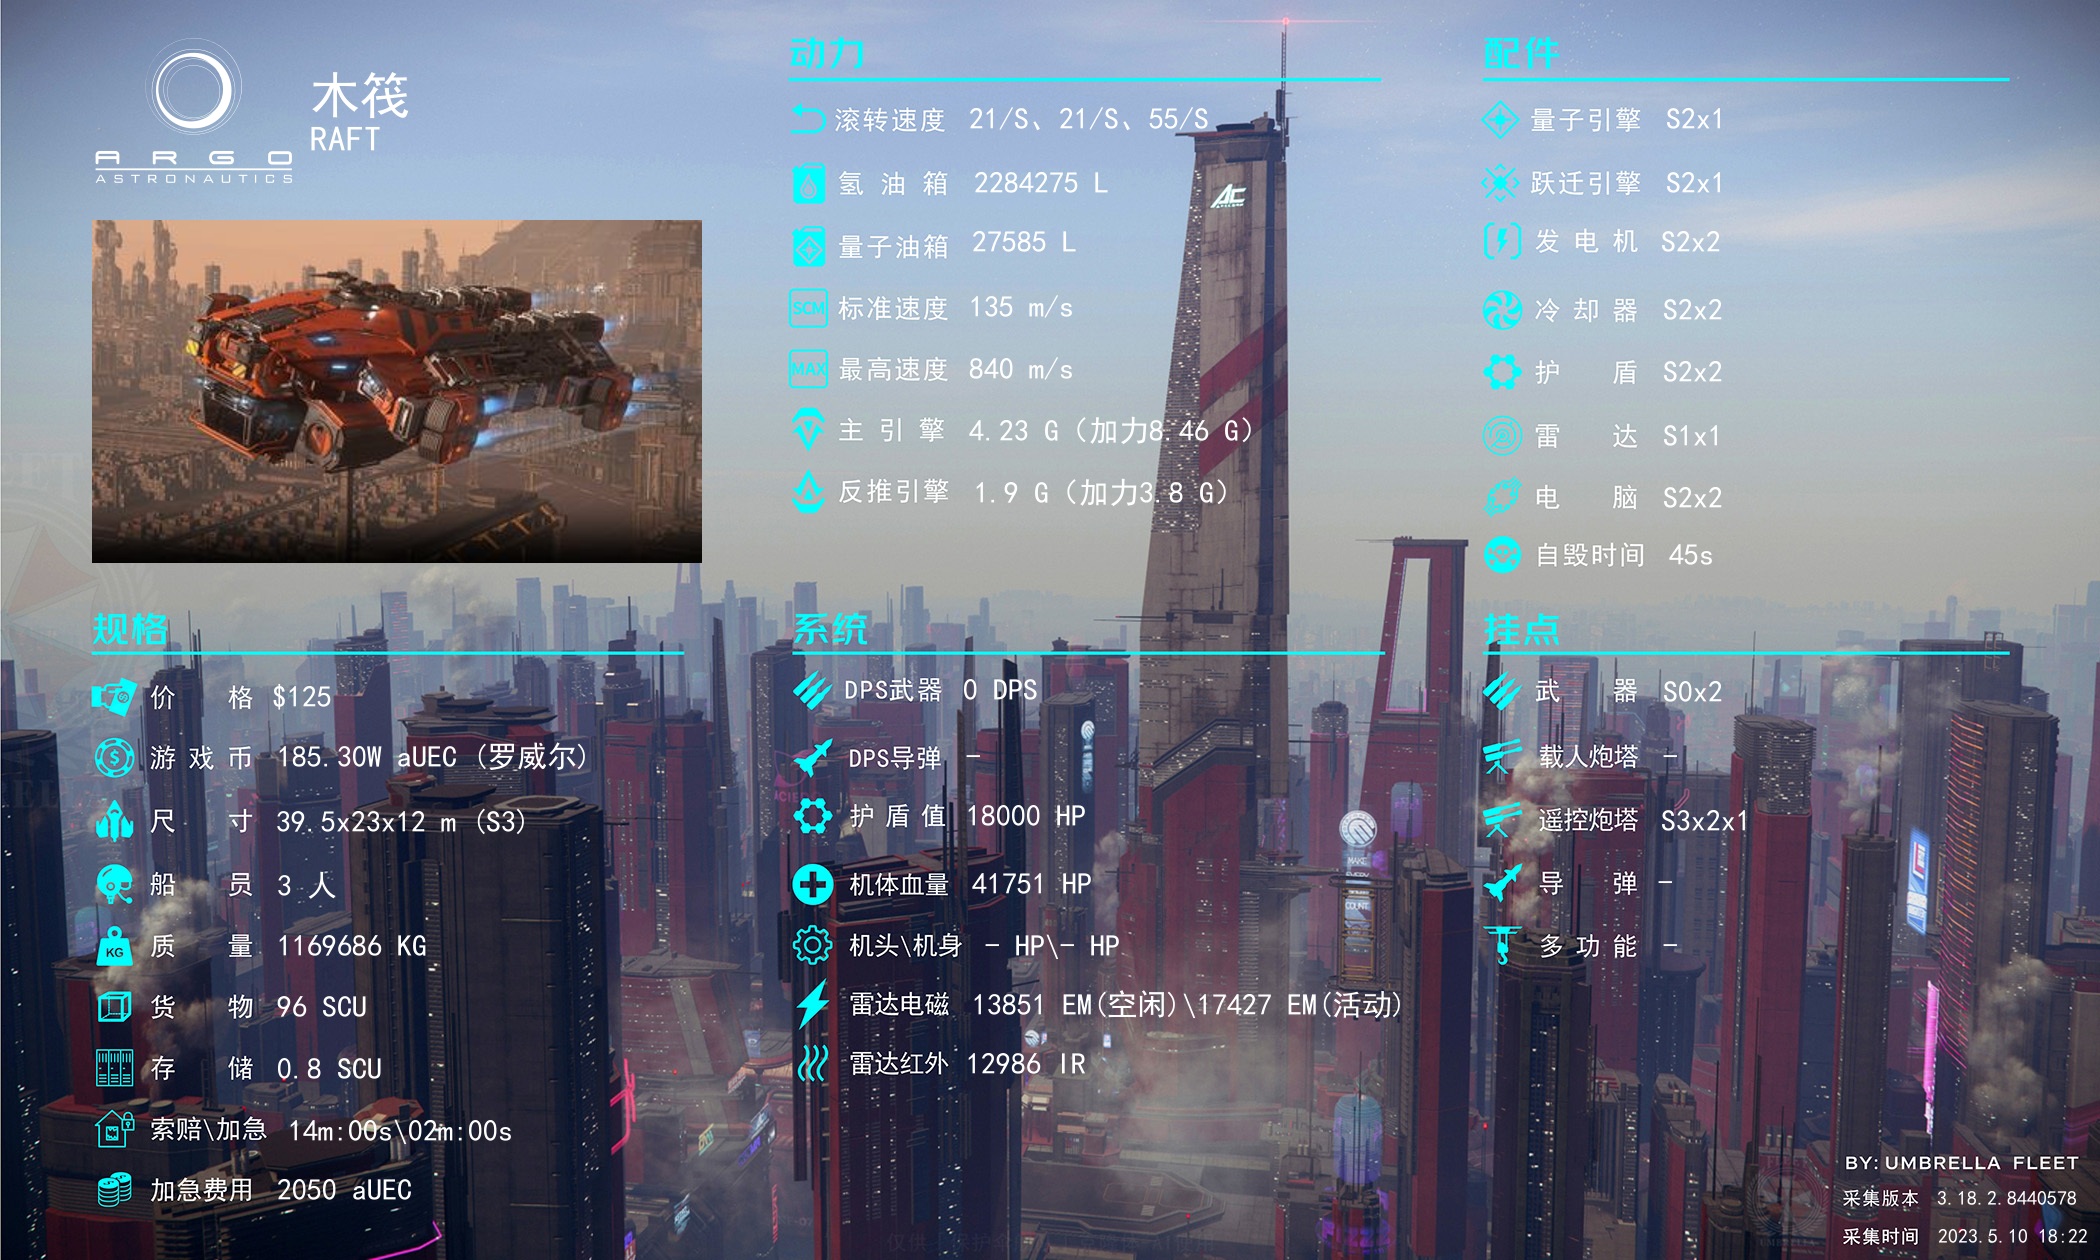 ARGO
ASTRONAUTICS
木筏
RAFT
规格
价格 $125
游戏币 185.30W aUEC (罗威尔)
尺寸 39.5x23x12 m (S3)
船员 3 人
质量 1169686 KG
货物 96 SCU
存储 0.8 SCU
索赔\加急 14m:00s\02m:00s
加急费用 2050 aUEC
动力
滚转速度 21/S、21/S、55/S
氢油箱 2284275 L
量子油箱 27585 L
SCM 标准速度 135 m/s
MAX 最高速度 840 m/s
主引擎 4.23 G（加力8.46 G）
反推引擎 1.9 G（加力3.8 G）
系统
DPS武器 0 DPS
DPS导弹 -
护盾值 18000 HP
机体血量 41751 HP
机头\机身 - HP\- HP
雷达电磁 13851 EM(空闲)\17427 EM(活动)
雷达红外 12986 IR
配件
量子引擎 S2x1
跃迁引擎 S2x1
发电机 S2x2
冷却器 S2x2
护盾 S2x2
雷达 S1x1
电脑 S2x2
自毁时间 45s
挂点
武器 S0x2
载人炮塔 -
遥控炮塔 S3x2x1
导弹 -
多功能 -
AC
MAKE
EVERY
COUNT
BY: UMBRELLA FLEET
采集版本 3.18.2.8440578
采集时间 2023.5.10 18:22